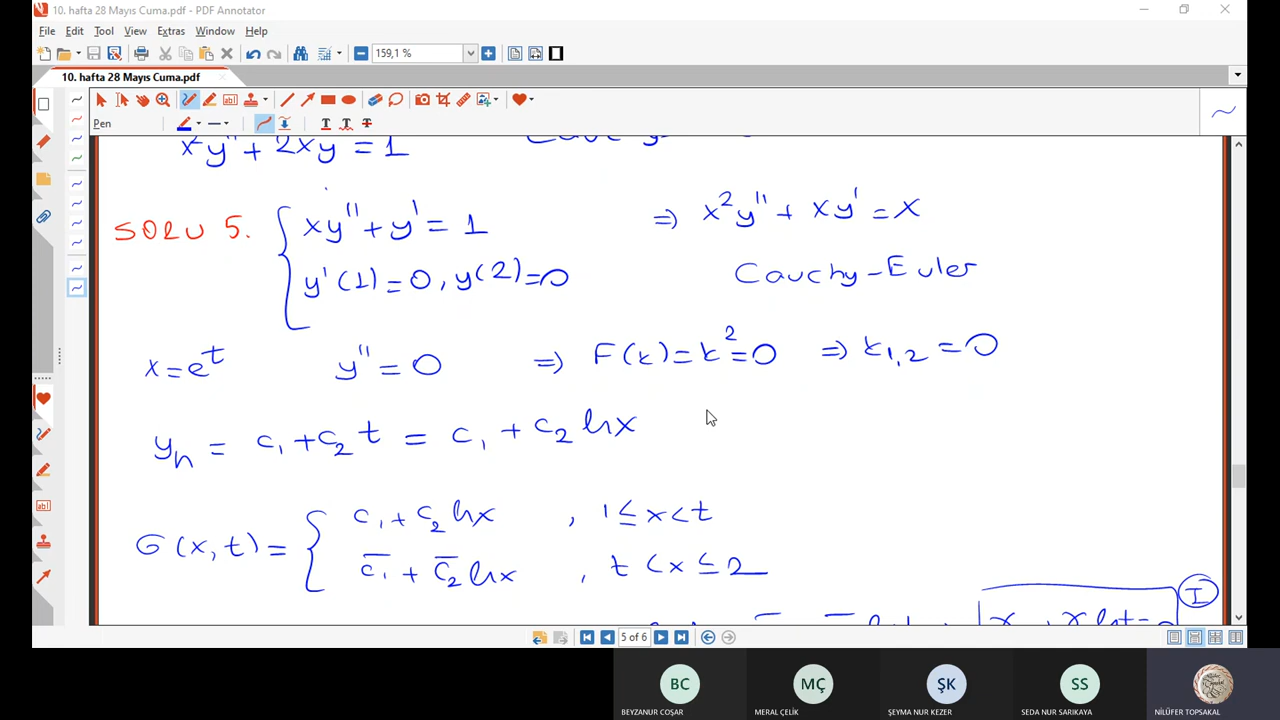 10. hafta 28 Mayıs Cuma.pdf - PDF Annotator
File Edit Tool View Extras Window Help
159,1 %
10. hafta 28 Mayıs Cuma.pdf
Pen
x²y'' + 2xy = 1
SORU 5. { xy'' + y' = 1 ⇒ x²y'' + xy' = x
y'(1) = 0, y(2) = 0 Cauchy-Euler
x = e^t y'' = 0 ⇒ F(k) = k² = 0 ⇒ k₁,₂ = 0
y_h = c₁ + c₂ t = c₁ + c₂ lnx
G(x,t) = { c₁ + c₂ lnx , 1 ≤ x < t
c̄₁ + c̄₂ lnx , t < x ≤ 2
I
5 of 6
BC MÇ ŞK SS
BEYZANUR COŞAR MERAL ÇELİK ŞEYMA NUR KEZER SEDA NUR SARIKAYA NİLÜFER TOPSAKAL